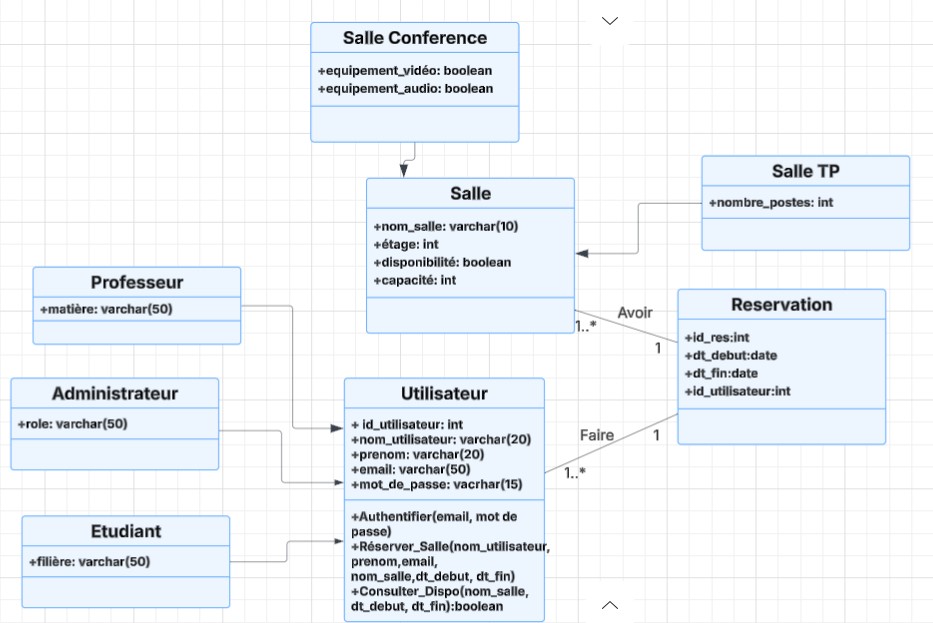 Salle Conference
+equipement_vidéo: boolean
+equipement_audio: boolean
Salle
+nom_salle: varchar(10)
+étage: int
+disponibilité: boolean
+capacité: int
Salle TP
+nombre_postes: int
Professeur
+matière: varchar(50)
Avoir
1..*
1
Reservation
+id_res:int
+dt_debut:date
+dt_fin:date
+id_utilisateur:int
Administrateur
+role: varchar(50)
Utilisateur
+ id_utilisateur: int
+nom_utilisateur: varchar(20)
+prenom: varchar(20)
+email: varchar(50)
+mot_de_passe: vacrhar(15)
+Authentifier(email, mot de
passe)
+Réserver_Salle(nom_utilisateur,
prenom,email,
nom_salle,dt_debut, dt_fin)
+Consulter_Dispo(nom_salle,
dt_debut, dt_fin):boolean
Faire
1
1..*
Etudiant
+filière: varchar(50)